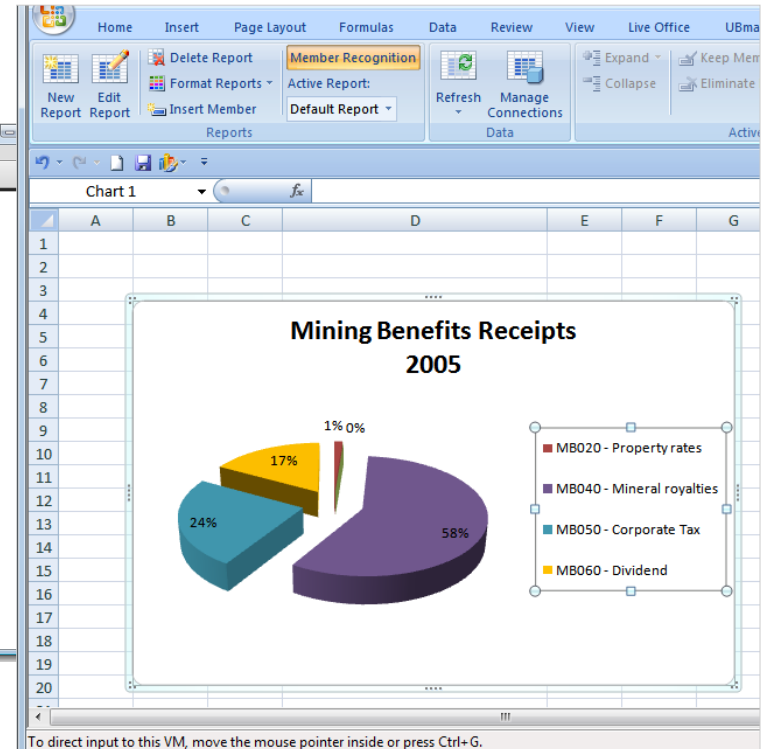 Home Insert Page Layout Formulas Data Review View Live Office UBma
New Report
Edit Report
Delete Report
Format Reports
Insert Member
Member Recognition
Active Report:
Default Report
Refresh
Manage Connections
Expand
Collapse
Keep Mem
Eliminate
Reports Data Active
Chart 1 fx
A B C D E F G
1
2
3
4
5
6
7
8
9
10
11
12
13
14
15
16
17
18
19
20
Mining Benefits Receipts
2005
1% 0%
17%
24%
58%
MB020 - Property rates
MB040 - Mineral royalties
MB050 - Corporate Tax
MB060 - Dividend
To direct input to this VM, move the mouse pointer inside or press Ctrl+G.